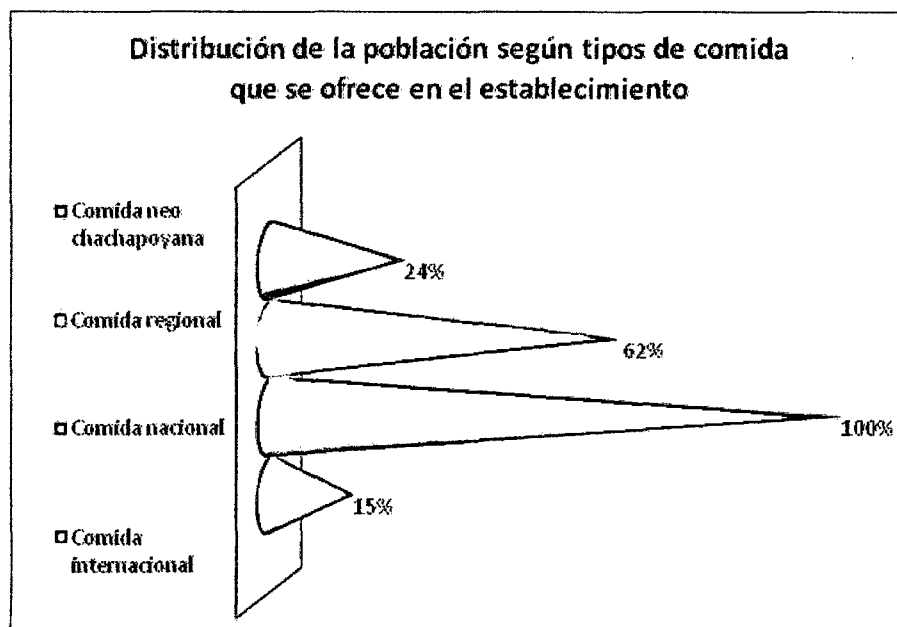 Distribución de la población según tipos de comida
que se ofrece en el establecimiento
Comida neo
chachapoyana
24%
Comida regional
62%
Comida nacional
100%
Comida
internacional
15%